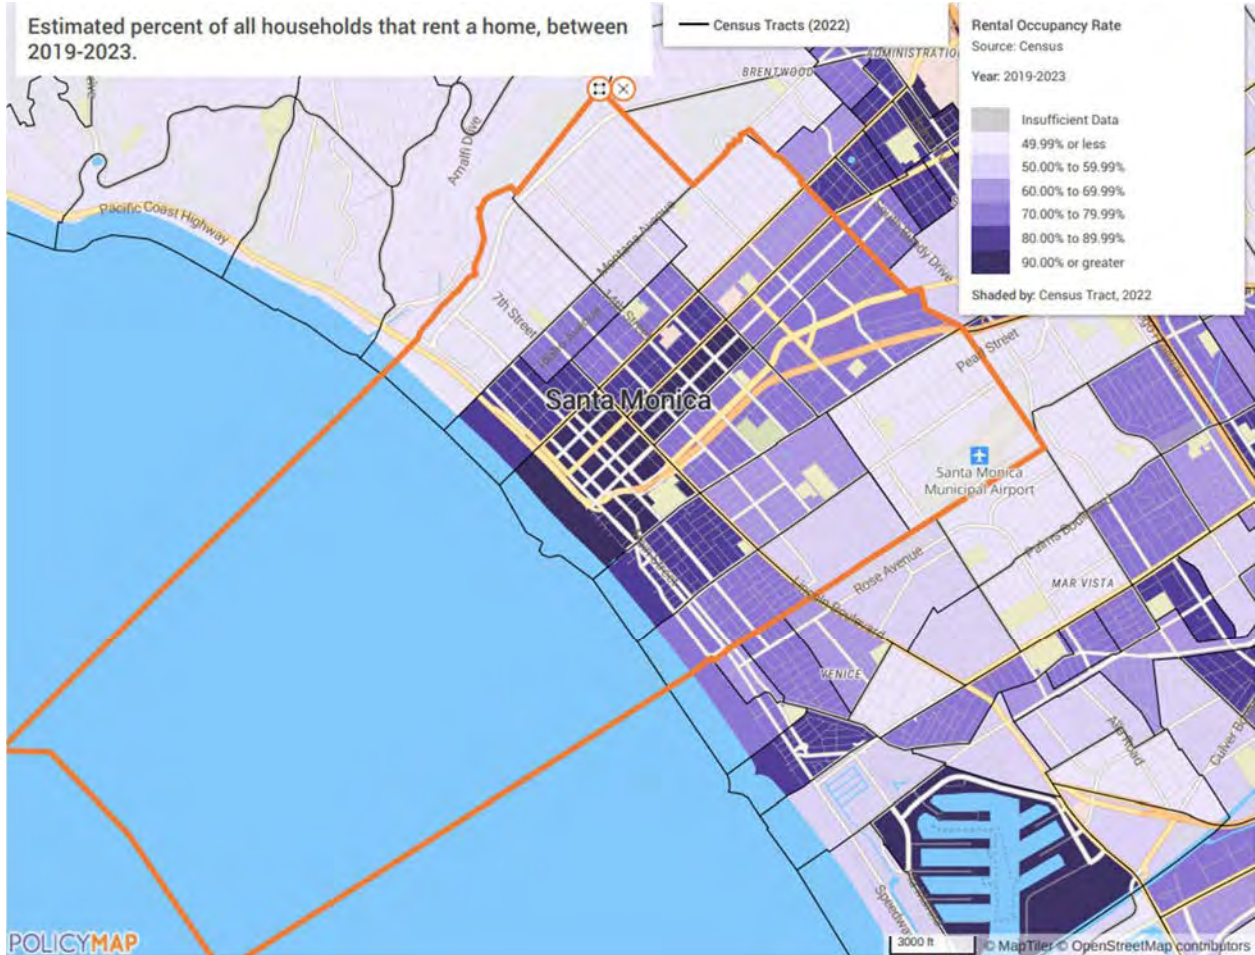 Estimated percent of all households that rent a home, between
2019-2023.
Census Tracts (2022)
Rental Occupancy Rate
Source: Census
Year: 2019-2023
Insufficient Data
49.99% or less
50.00% to 59.99%
60.00% to 69.99%
70.00% to 79.99%
80.00% to 89.99%
90.00% or greater
Shaded by: Census Tract, 2022
BRENTWOOD
Amalfi Drive
Pacific Coast Highway
Montana Avenue
7th Street
14th Street
Santa Monica
Pearl Street
Santa Monica
Municipal Airport
Palms Boulevard
Rose Avenue
MAR VISTA
Lincoln Boulevard
VENICE
Speedway
3000 ft
POLICYMAP
© MapTiler © OpenStreetMap contributors